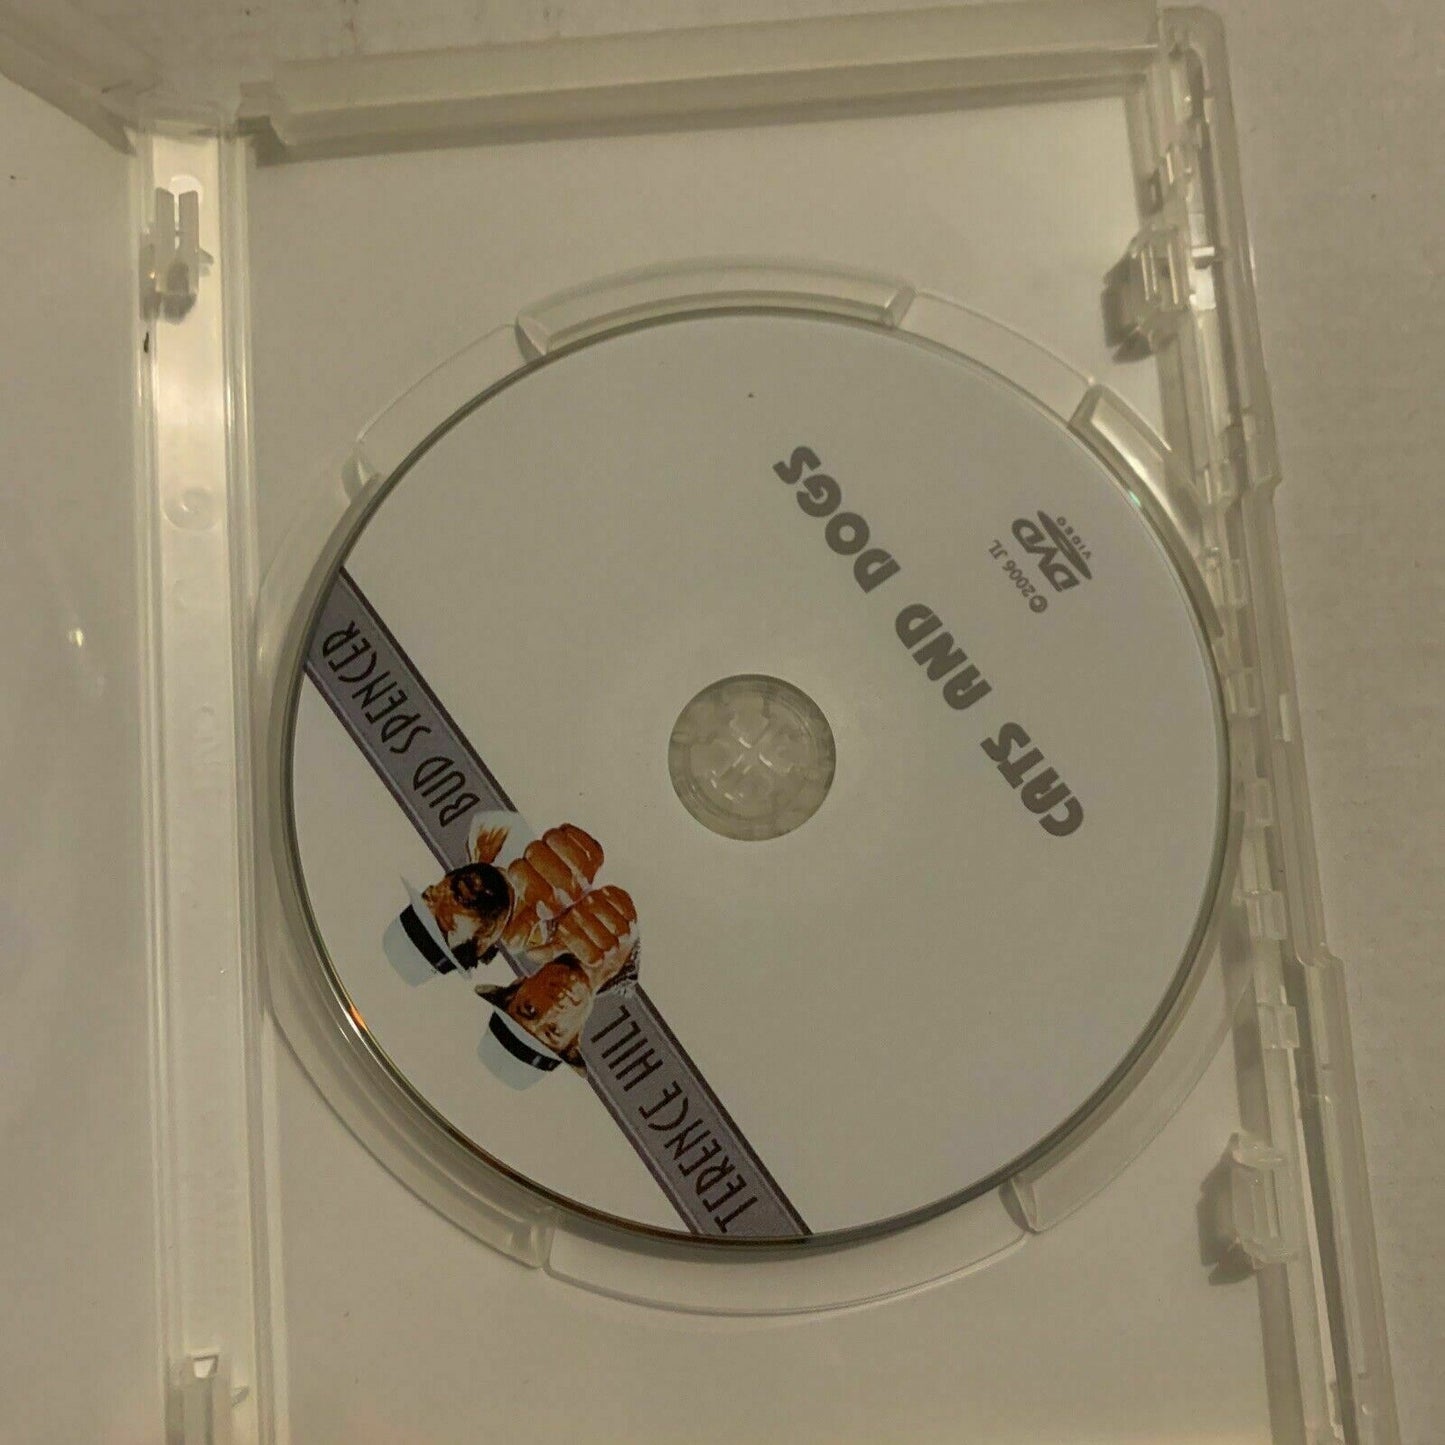 TERENCE HILL
BUD SPENCER
CATS AND DOGS
©2006 JL
DVD
VIDEO